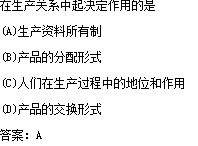 在生产关系中起决定作用的是
(A)生产资料所有制
(B)产品的分配形式
(C)人们在生产过程中的地位和作用
(D)产品的交换形式
答案：A